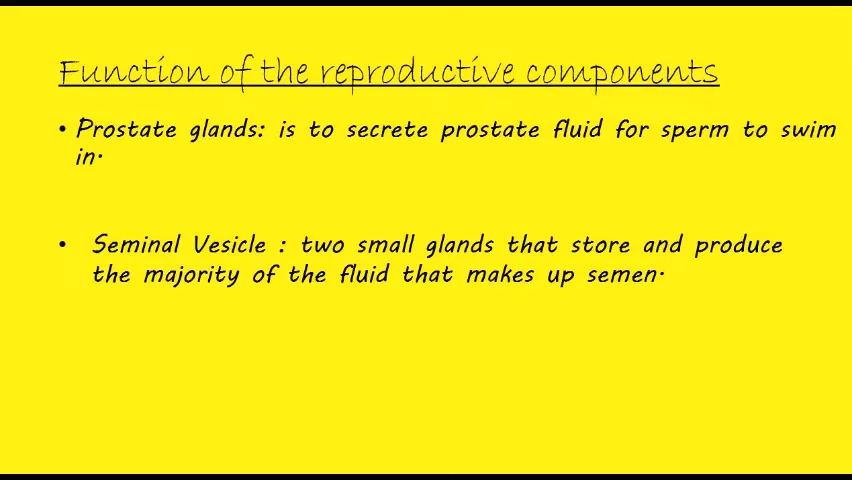 Function of the reproductive components
• Prostate glands: is to secrete prostate fluid for sperm to swim
in.
• Seminal Vesicle : two small glands that store and produce
the majority of the fluid that makes up semen.